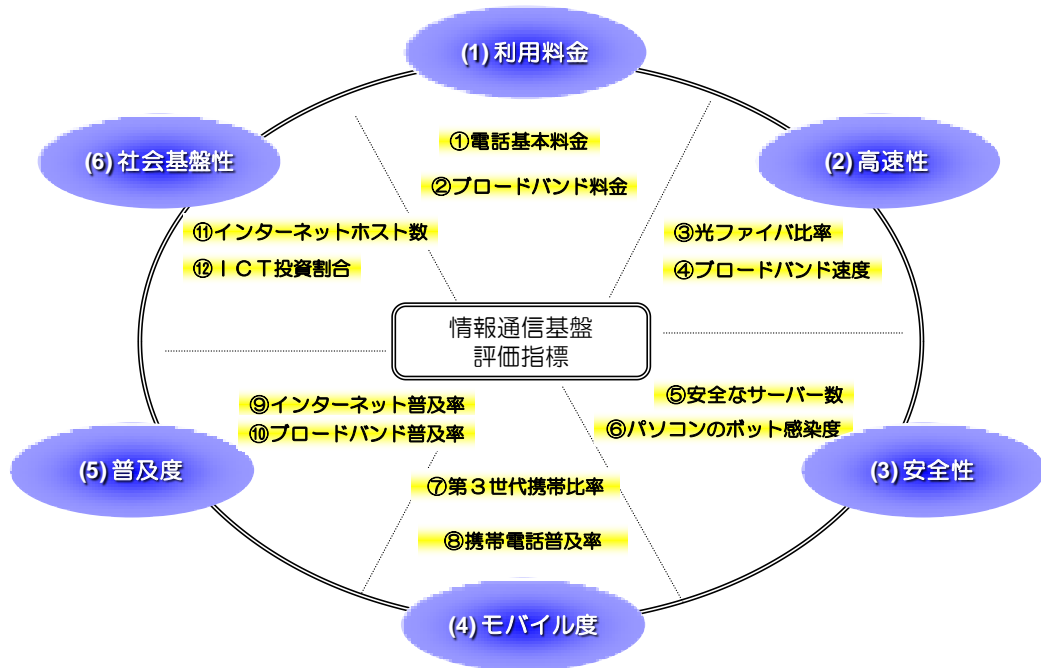 (1) 利用料金
①電話基本料金
②ブロードバンド料金
(2) 高速性
③光ファイバ比率
④ブロードバンド速度
(3) 安全性
⑤安全なサーバー数
⑥パソコンのボット感染度
(4) モバイル度
⑦第３世代携帯比率
⑧携帯電話普及率
(5) 普及度
⑨インターネット普及率
⑩ブロードバンド普及率
(6) 社会基盤性
⑪インターネットホスト数
⑫ＩＣＴ投資割合
情報通信基盤
評価指標